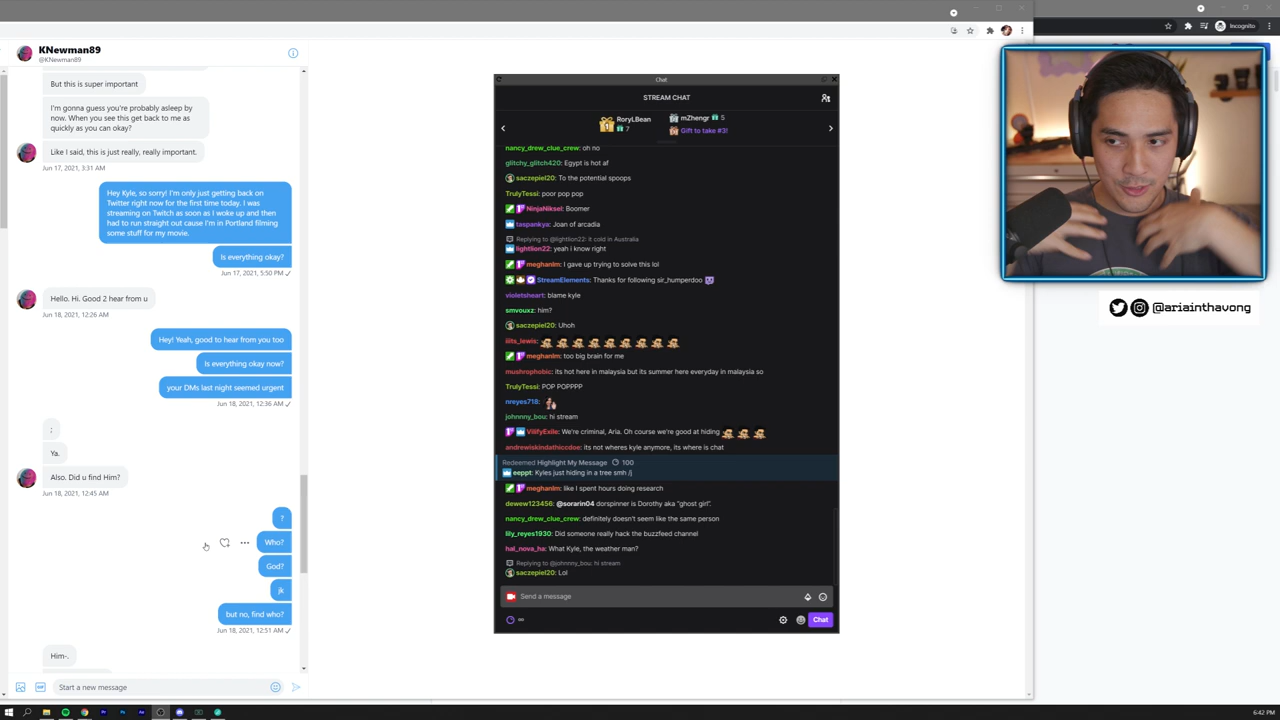 Incognito
KNewman89
@KNewman89
But this is super important
I'm gonna guess you're probably asleep by
now. When you see this get back to me as
quickly as you can okay?
Like I said, this is just really, really important.
Jun 17, 2021, 3:31 AM
Hey Kyle, so sorry! I'm only just getting back on
Twitter right now for the first time today. I was
streaming on Twitch as soon as I woke up and then
had to run straight out cause I'm in Portland filming
some stuff for my movie.
Is everything okay?
Jun 17, 2021, 5:50 PM
Hello. Hi. Good 2 hear from u
Jun 18, 2021, 12:26 AM
Hey! Yeah, good to hear from you too
Is everything okay now?
your DMs last night seemed urgent
Jun 18, 2021, 12:36 AM
;
Ya.
Also. Did u find Him?
Jun 18, 2021, 12:45 AM
?
Who?
God?
jk
but no, find who?
Jun 18, 2021, 12:51 AM
Him-.
Start a new message
Chat
STREAM CHAT
RoryLBean
7
mZhengr 5
Gift to take #3!
nancy_drew_clue_crew: oh no
glitchy_glitch420: Egypt is hot af
saczepiel20: To the potential spoops
TrulyTessi: poor pop pop
NinjaNiksel: Boomer
taspankya: Joan of arcadia
Replying to @lightlion22: it cold in Australia
lightlion22: yeah i know right
meghanlm: I gave up trying to solve this lol
StreamElements: Thanks for following sir_humperdoo
violetsheart: blame kyle
smvouxz: him?
saczepiel20: Uhoh
iiits_lewis:
meghanlm: too big brain for me
mushrophobic: its hot here in malaysia but its summer here everyday in malaysia so
TrulyTessi: POP POPPPP
nreyes718:
johnnny_bou: hi stream
VilifyExile: We're criminal, Aria. Oh course we're good at hiding
andrewiskindathiccdoe: its not wheres kyle anymore, its where is chat
Redeemed Highlight My Message 100
eeppt: Kyles just hiding in a tree smh /j
meghanlm: like I spent hours doing research
dewew123456: @sorarin04 dorspinner is Dorothy aka "ghost girl".
nancy_drew_clue_crew: definitely doesn't seem like the same person
lily_reyes1930: Did someone really hack the buzzfeed channel
hal_nova_ha: What Kyle, the weather man?
Replying to @johnnny_bou: hi stream
saczepiel20: Lol
Send a message
∞
Chat
@ariainthavong
6:42 PM